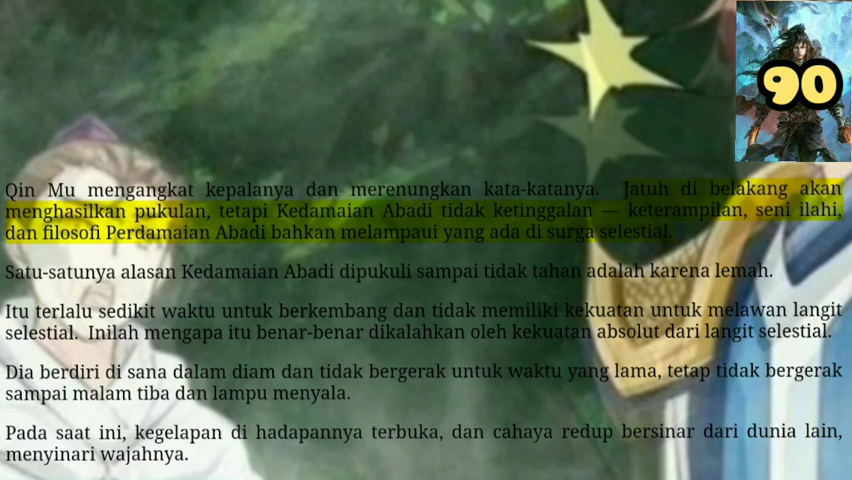 90
Qin Mu mengangkat kepalanya dan merenungkan kata-katanya. Jatuh di belakang akan
menghasilkan pukulan, tetapi Kedamaian Abadi tidak ketinggalan — keterampilan, seni ilahi,
dan filosofi Perdamaian Abadi bahkan melampaui yang ada di surga selestial.
Satu-satunya alasan Kedamaian Abadi dipukuli sampai tidak tahan adalah karena lemah.
Itu terlalu sedikit waktu untuk berkembang dan tidak memiliki kekuatan untuk melawan langit
selestial. Inilah mengapa itu benar-benar dikalahkan oleh kekuatan absolut dari langit selestial.
Dia berdiri di sana dalam diam dan tidak bergerak untuk waktu yang lama, tetap tidak bergerak
sampai malam tiba dan lampu menyala.
Pada saat ini, kegelapan di hadapannya terbuka, dan cahaya redup bersinar dari dunia lain,
menyinari wajahnya.